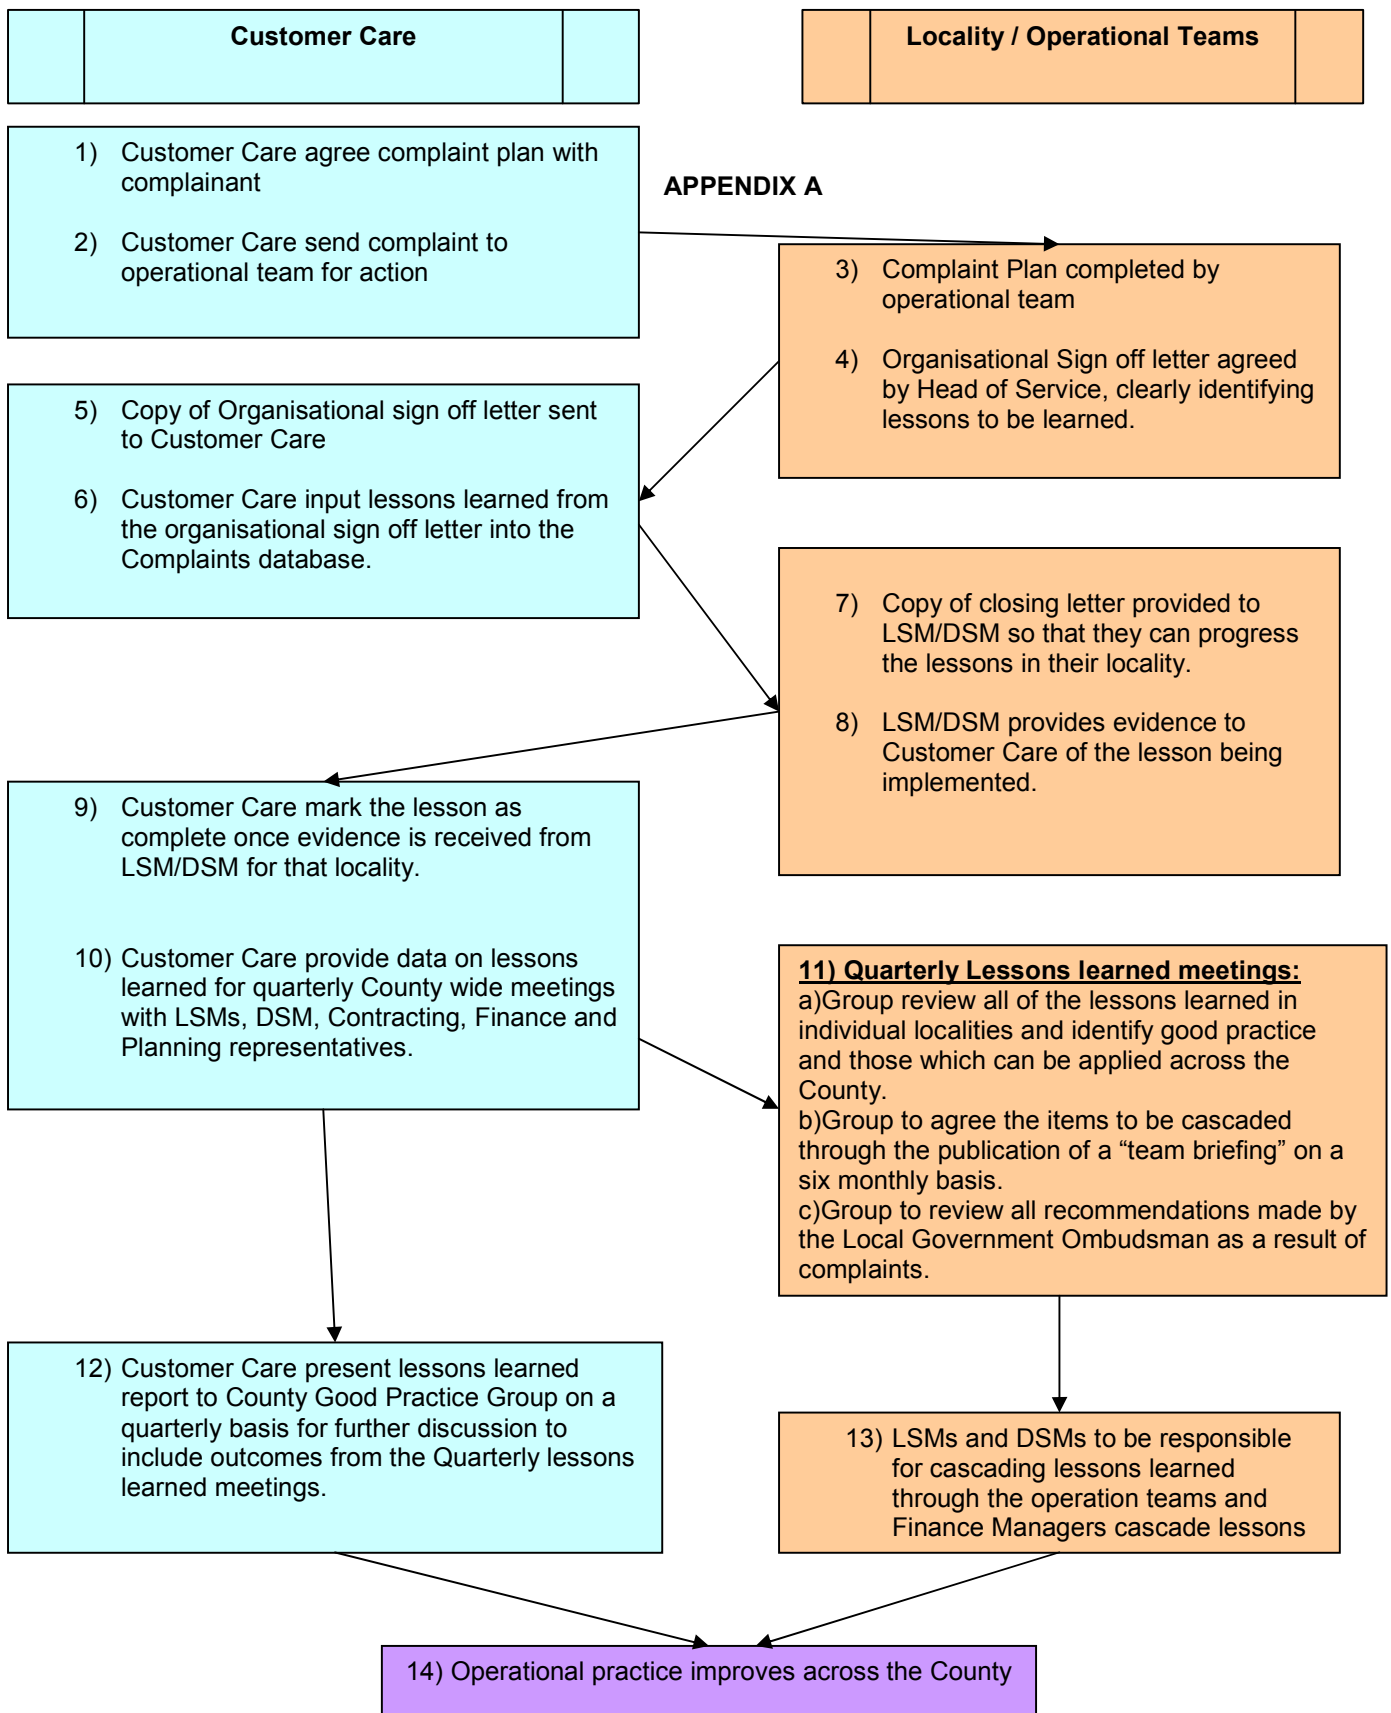 Customer Care
Locality / Operational Teams
1) Customer Care agree complaint plan with
complainant
2) Customer Care send complaint to
operational team for action
APPENDIX A
3) Complaint Plan completed by
operational team
4) Organisational Sign off letter agreed
by Head of Service, clearly identifying
lessons to be learned.
5) Copy of Organisational sign off letter sent
to Customer Care
6) Customer Care input lessons learned from
the organisational sign off letter into the
Complaints database.
7) Copy of closing letter provided to
LSM/DSM so that they can progress
the lessons in their locality.
8) LSM/DSM provides evidence to
Customer Care of the lesson being
implemented.
9) Customer Care mark the lesson as
complete once evidence is received from
LSM/DSM for that locality.
10) Customer Care provide data on lessons
learned for quarterly County wide meetings
with LSMs, DSM, Contracting, Finance and
Planning representatives.
11) Quarterly Lessons learned meetings:
a)Group review all of the lessons learned in
individual localities and identify good practice
and those which can be applied across the
County.
b)Group to agree the items to be cascaded
through the publication of a “team briefing” on a
six monthly basis.
c)Group to review all recommendations made by
the Local Government Ombudsman as a result of
complaints.
12) Customer Care present lessons learned
report to County Good Practice Group on a
quarterly basis for further discussion to
include outcomes from the Quarterly lessons
learned meetings.
13) LSMs and DSMs to be responsible
for cascading lessons learned
through the operation teams and
Finance Managers cascade lessons
14) Operational practice improves across the County